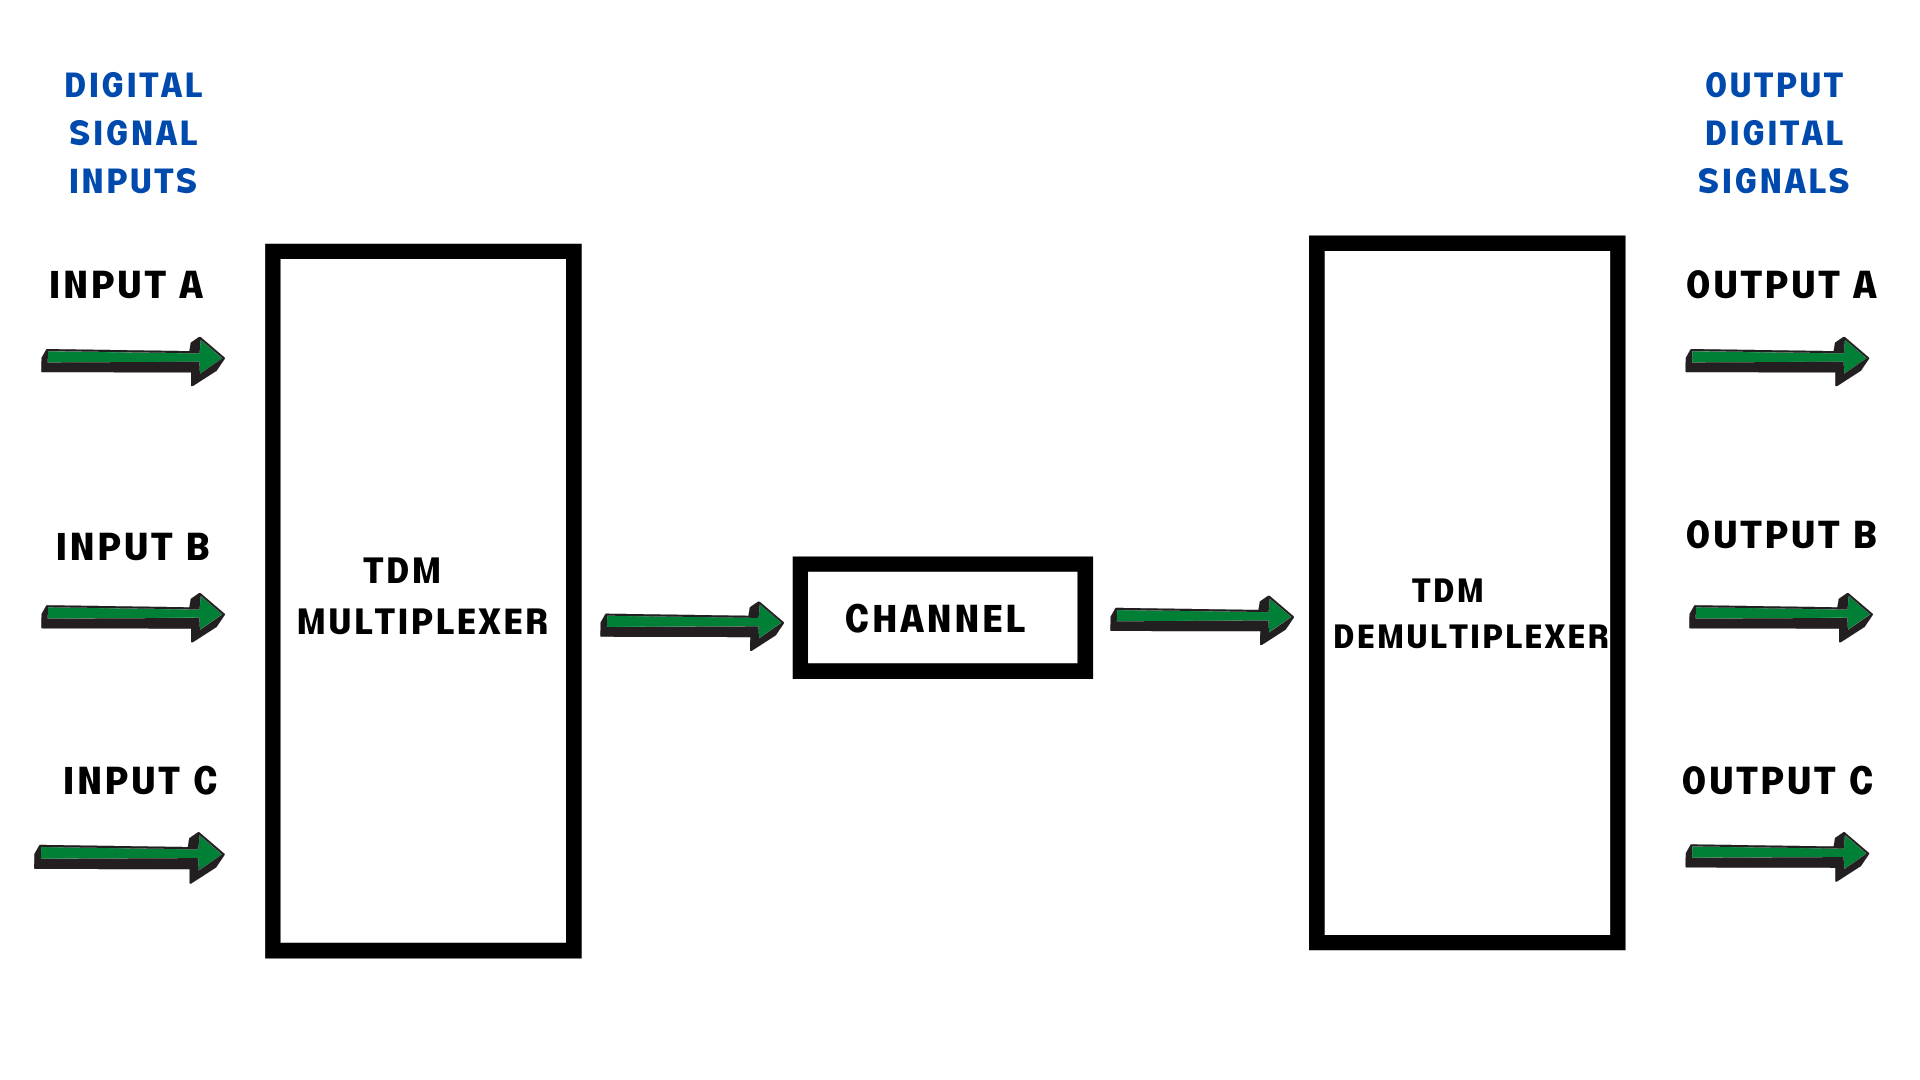 DIGITAL
SIGNAL
INPUTS
INPUT A
INPUT B
INPUT C
TDM
MULTIPLEXER
CHANNEL
TDM
DEMULTIPLEXER
OUTPUT
DIGITAL
SIGNALS
OUTPUT A
OUTPUT B
OUTPUT C